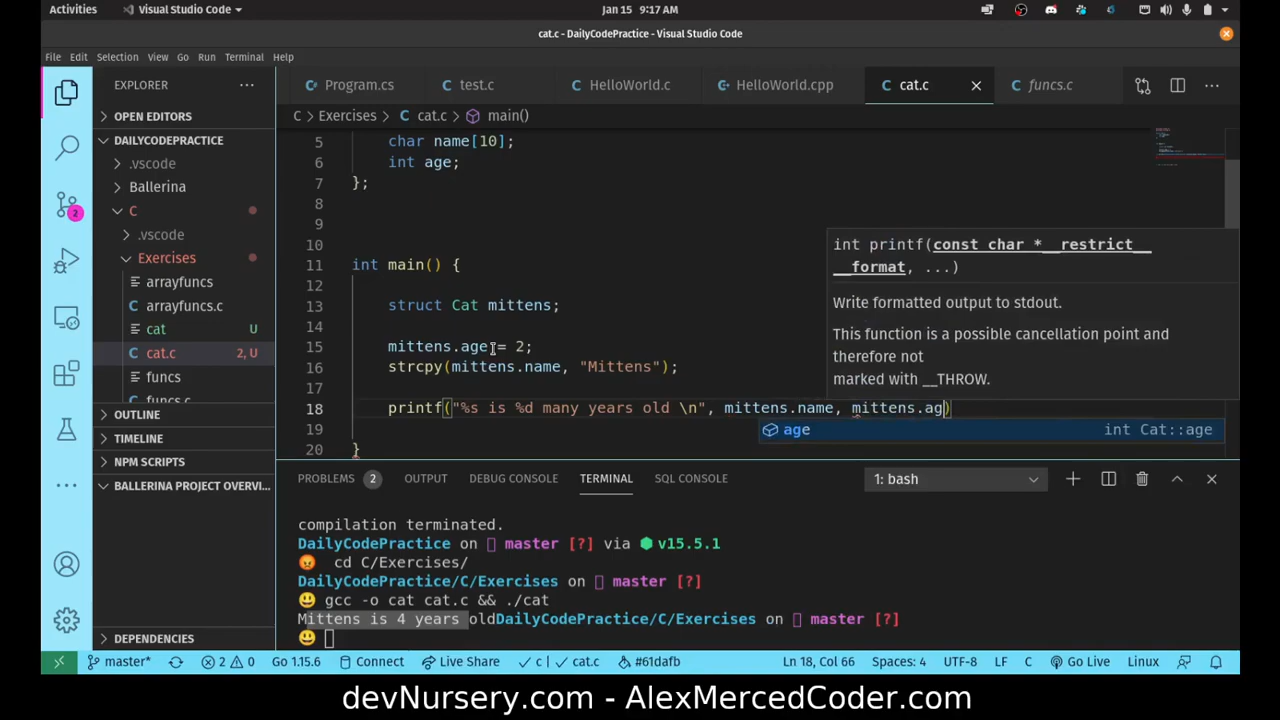 Activities Visual Studio Code Jan 15 9:17 AM
cat.c - DailyCodePractice - Visual Studio Code
File Edit Selection View Go Run Terminal Help
EXPLORER ···
OPEN EDITORS
DAILYCODEPRACTICE
.vscode
Ballerina
C
.vscode
Exercises
arrayfuncs
C arrayfuncs.c
cat U
C cat.c 2, U
funcs
C funcs.c
OUTLINE
TIMELINE
NPM SCRIPTS
BALLERINA PROJECT OVERVI...
DEPENDENCIES
2
Program.cs C test.c C HelloWorld.c HelloWorld.cpp C cat.c C funcs.c
C > Exercises > C cat.c > main()
5 char name[10];
6 int age;
7 };
8
9
10
11 int main() {
12
13 struct Cat mittens;
14
15 mittens.age = 2;
16 strcpy(mittens.name, "Mittens");
17
18 printf("%s is %d many years old \n", mittens.name, mittens.ag)
19
20 }
int printf(const char *__restrict__
__format, ...)
Write formatted output to stdout.
This function is a possible cancellation point and
therefore not
marked with __THROW.
age int Cat::age
PROBLEMS 2 OUTPUT DEBUG CONSOLE TERMINAL SQL CONSOLE 1: bash
compilation terminated.
DailyCodePractice on master [?] via v15.5.1
cd C/Exercises/
DailyCodePractice/C/Exercises on master [?]
gcc -o cat cat.c && ./cat
Mittens is 4 years oldDailyCodePractice/C/Exercises on master [?]
master* 2 0 Go 1.15.6 Connect Live Share c | cat.c #61dafb Ln 18, Col 66 Spaces: 4 UTF-8 LF C Go Live Linux
devNursery.com - AlexMercedCoder.com